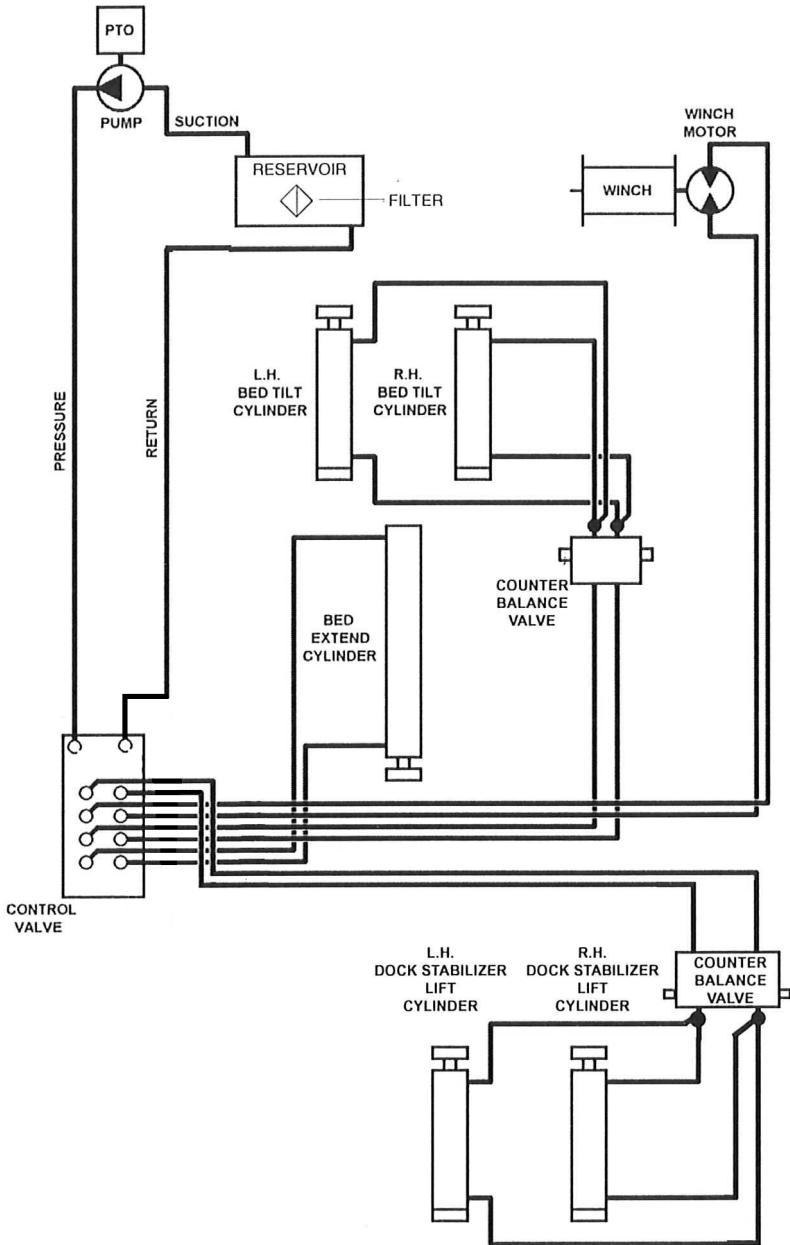 PTO
PUMP
SUCTION
RESERVOIR
FILTER
WINCH
MOTOR
WINCH
PRESSURE
RETURN
L.H.
BED TILT
CYLINDER
R.H.
BED TILT
CYLINDER
COUNTER
BALANCE
VALVE
BED
EXTEND
CYLINDER
CONTROL
VALVE
L.H.
DOCK STABILIZER
LIFT
CYLINDER
R.H.
DOCK STABILIZER
LIFT
CYLINDER
COUNTER
BALANCE
VALVE